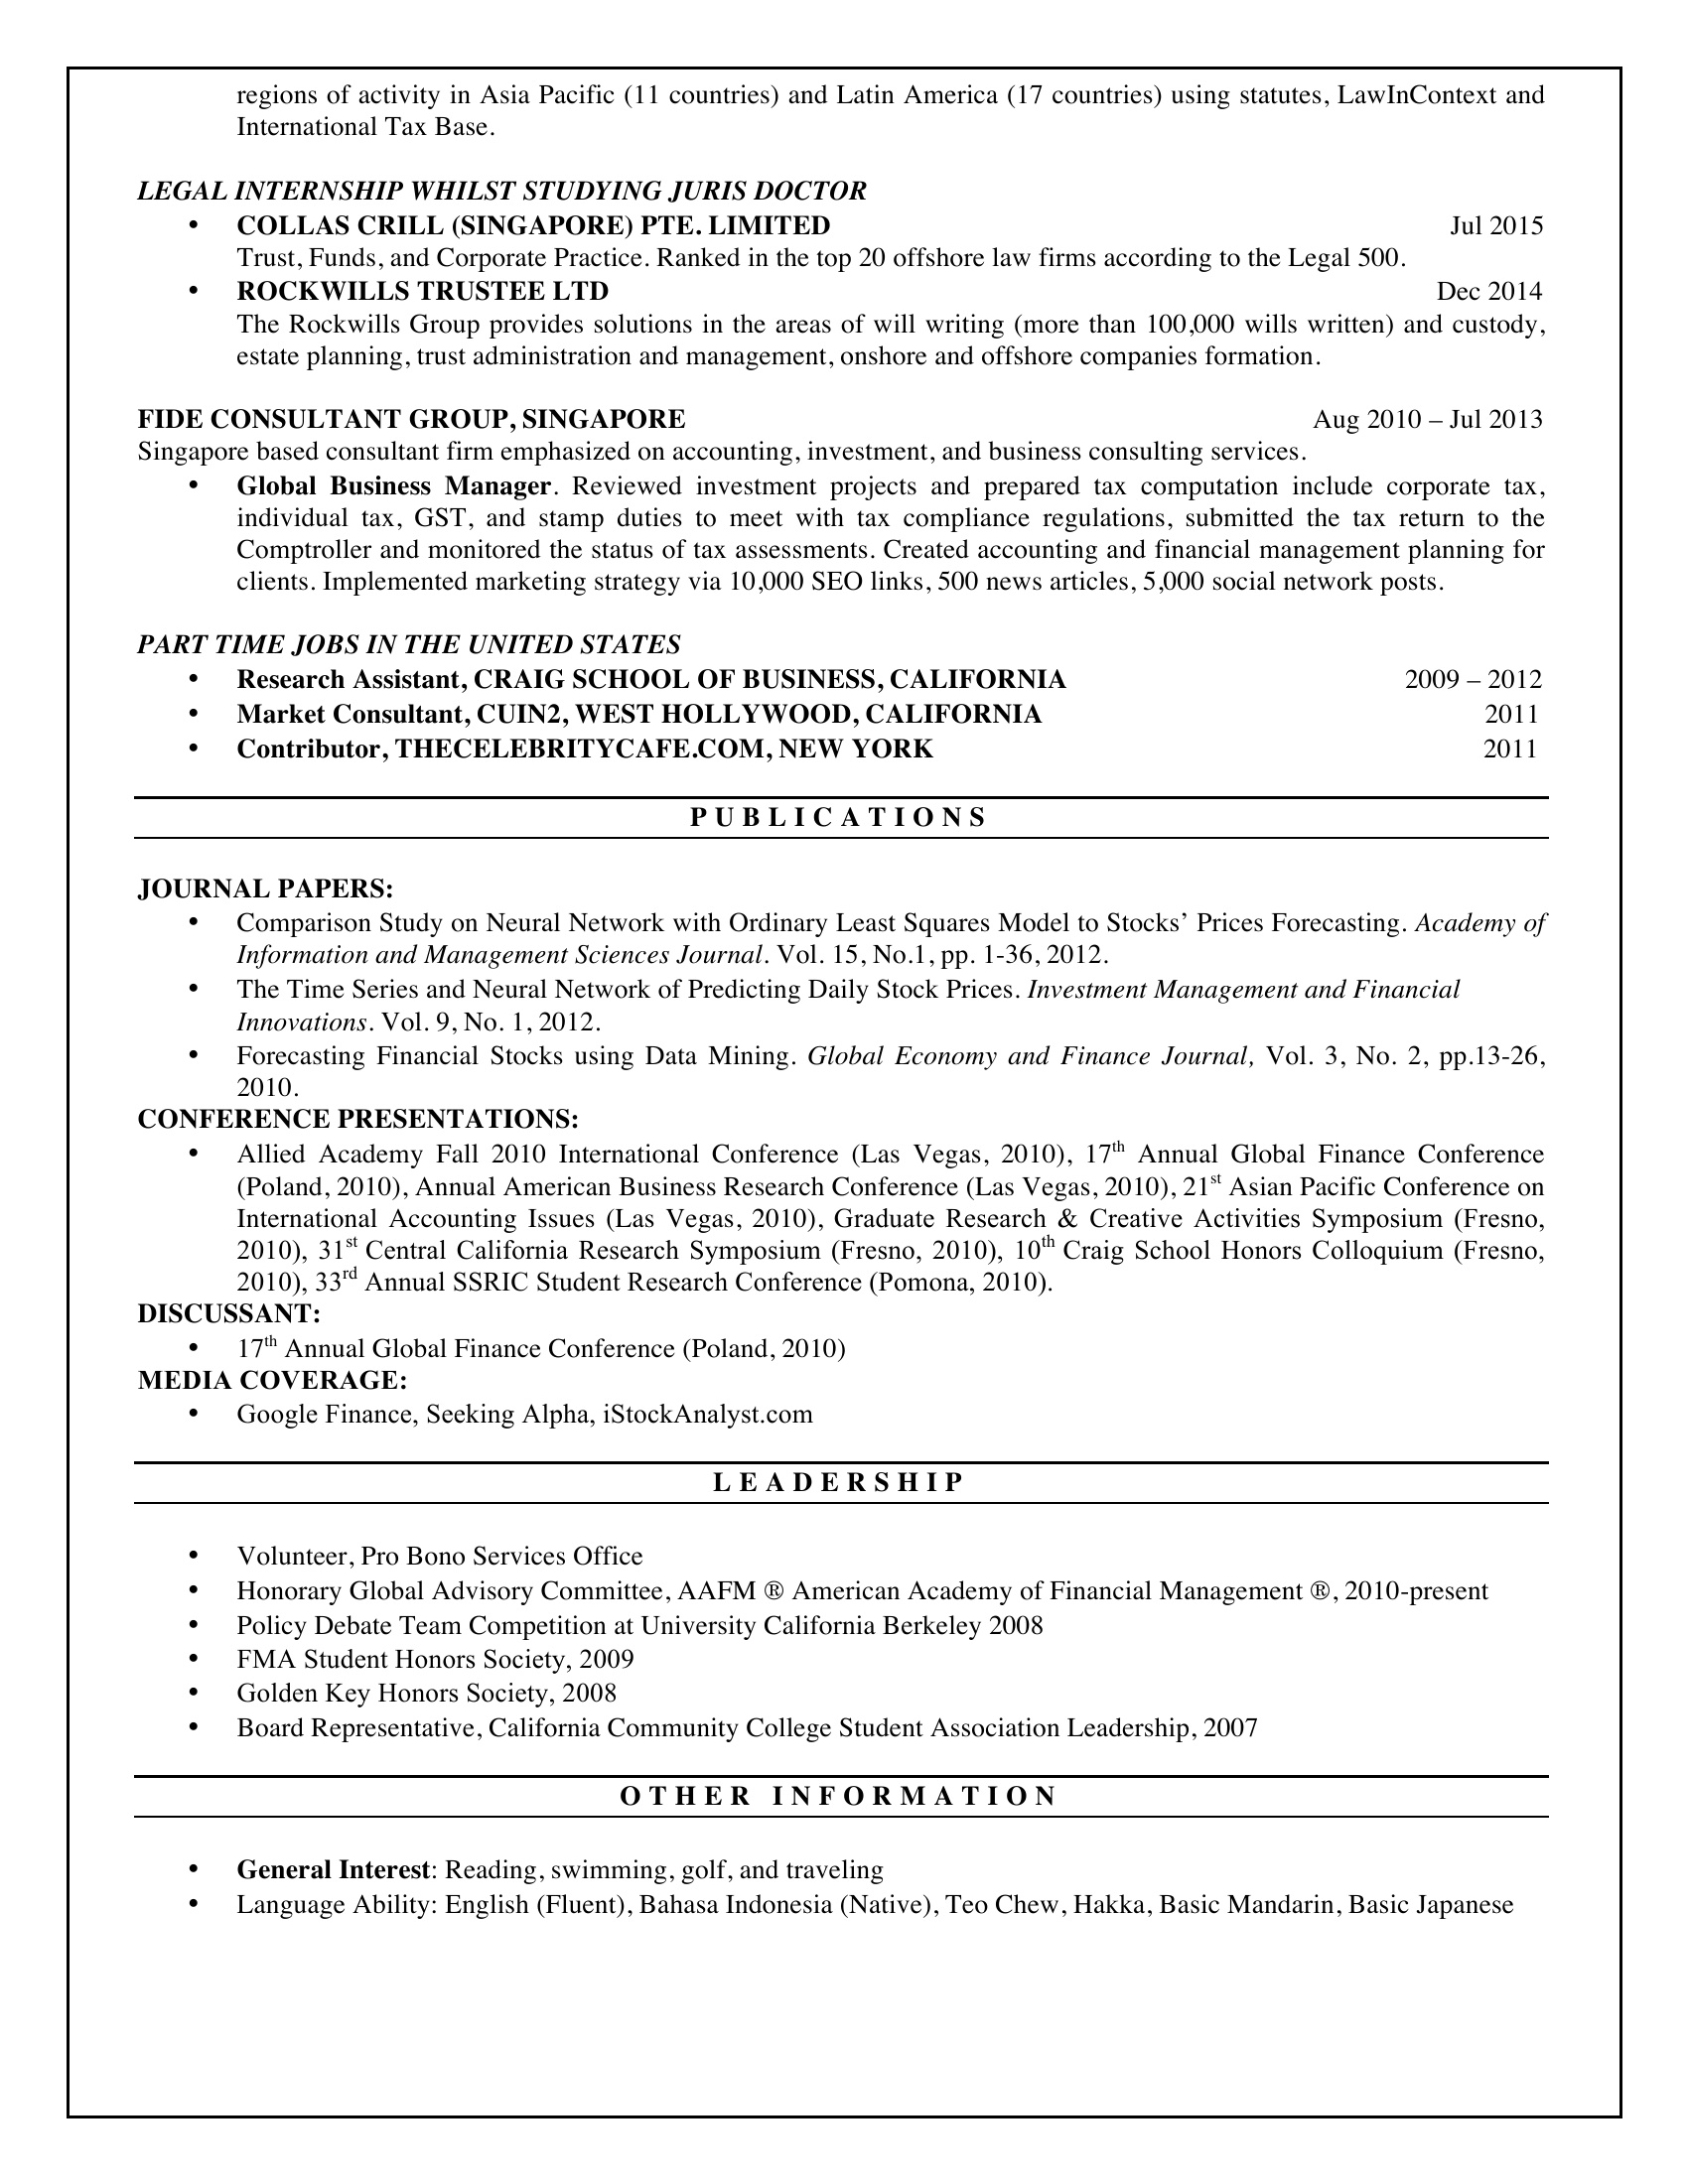 regions of activity in Asia Pacific (11 countries) and Latin America (17 countries) using statutes, LawInContext and
International Tax Base.
LEGAL INTERNSHIP WHILST STUDYING JURIS DOCTOR
• COLLAS CRILL (SINGAPORE) PTE. LIMITED Jul 2015
Trust, Funds, and Corporate Practice. Ranked in the top 20 offshore law firms according to the Legal 500.
• ROCKWILLS TRUSTEE LTD Dec 2014
The Rockwills Group provides solutions in the areas of will writing (more than 100,000 wills written) and custody,
estate planning, trust administration and management, onshore and offshore companies formation.
FIDE CONSULTANT GROUP, SINGAPORE Aug 2010 – Jul 2013
Singapore based consultant firm emphasized on accounting, investment, and business consulting services.
• Global Business Manager. Reviewed investment projects and prepared tax computation include corporate tax,
individual tax, GST, and stamp duties to meet with tax compliance regulations, submitted the tax return to the
Comptroller and monitored the status of tax assessments. Created accounting and financial management planning for
clients. Implemented marketing strategy via 10,000 SEO links, 500 news articles, 5,000 social network posts.
PART TIME JOBS IN THE UNITED STATES
• Research Assistant, CRAIG SCHOOL OF BUSINESS, CALIFORNIA 2009 – 2012
• Market Consultant, CUIN2, WEST HOLLYWOOD, CALIFORNIA 2011
• Contributor, THECELEBRITYCAFE.COM, NEW YORK 2011
PUBLICATIONS
JOURNAL PAPERS:
• Comparison Study on Neural Network with Ordinary Least Squares Model to Stocks’ Prices Forecasting. Academy of
Information and Management Sciences Journal. Vol. 15, No.1, pp. 1-36, 2012.
• The Time Series and Neural Network of Predicting Daily Stock Prices. Investment Management and Financial
Innovations. Vol. 9, No. 1, 2012.
• Forecasting Financial Stocks using Data Mining. Global Economy and Finance Journal, Vol. 3, No. 2, pp.13-26,
2010.
CONFERENCE PRESENTATIONS:
• Allied Academy Fall 2010 International Conference (Las Vegas, 2010), 17th Annual Global Finance Conference
(Poland, 2010), Annual American Business Research Conference (Las Vegas, 2010), 21st Asian Pacific Conference on
International Accounting Issues (Las Vegas, 2010), Graduate Research & Creative Activities Symposium (Fresno,
2010), 31st Central California Research Symposium (Fresno, 2010), 10th Craig School Honors Colloquium (Fresno,
2010), 33rd Annual SSRIC Student Research Conference (Pomona, 2010).
DISCUSSANT:
• 17th Annual Global Finance Conference (Poland, 2010)
MEDIA COVERAGE:
• Google Finance, Seeking Alpha, iStockAnalyst.com
LEADERSHIP
• Volunteer, Pro Bono Services Office
• Honorary Global Advisory Committee, AAFM ® American Academy of Financial Management ®, 2010-present
• Policy Debate Team Competition at University California Berkeley 2008
• FMA Student Honors Society, 2009
• Golden Key Honors Society, 2008
• Board Representative, California Community College Student Association Leadership, 2007
OTHER INFORMATION
• General Interest: Reading, swimming, golf, and traveling
• Language Ability: English (Fluent), Bahasa Indonesia (Native), Teo Chew, Hakka, Basic Mandarin, Basic Japanese